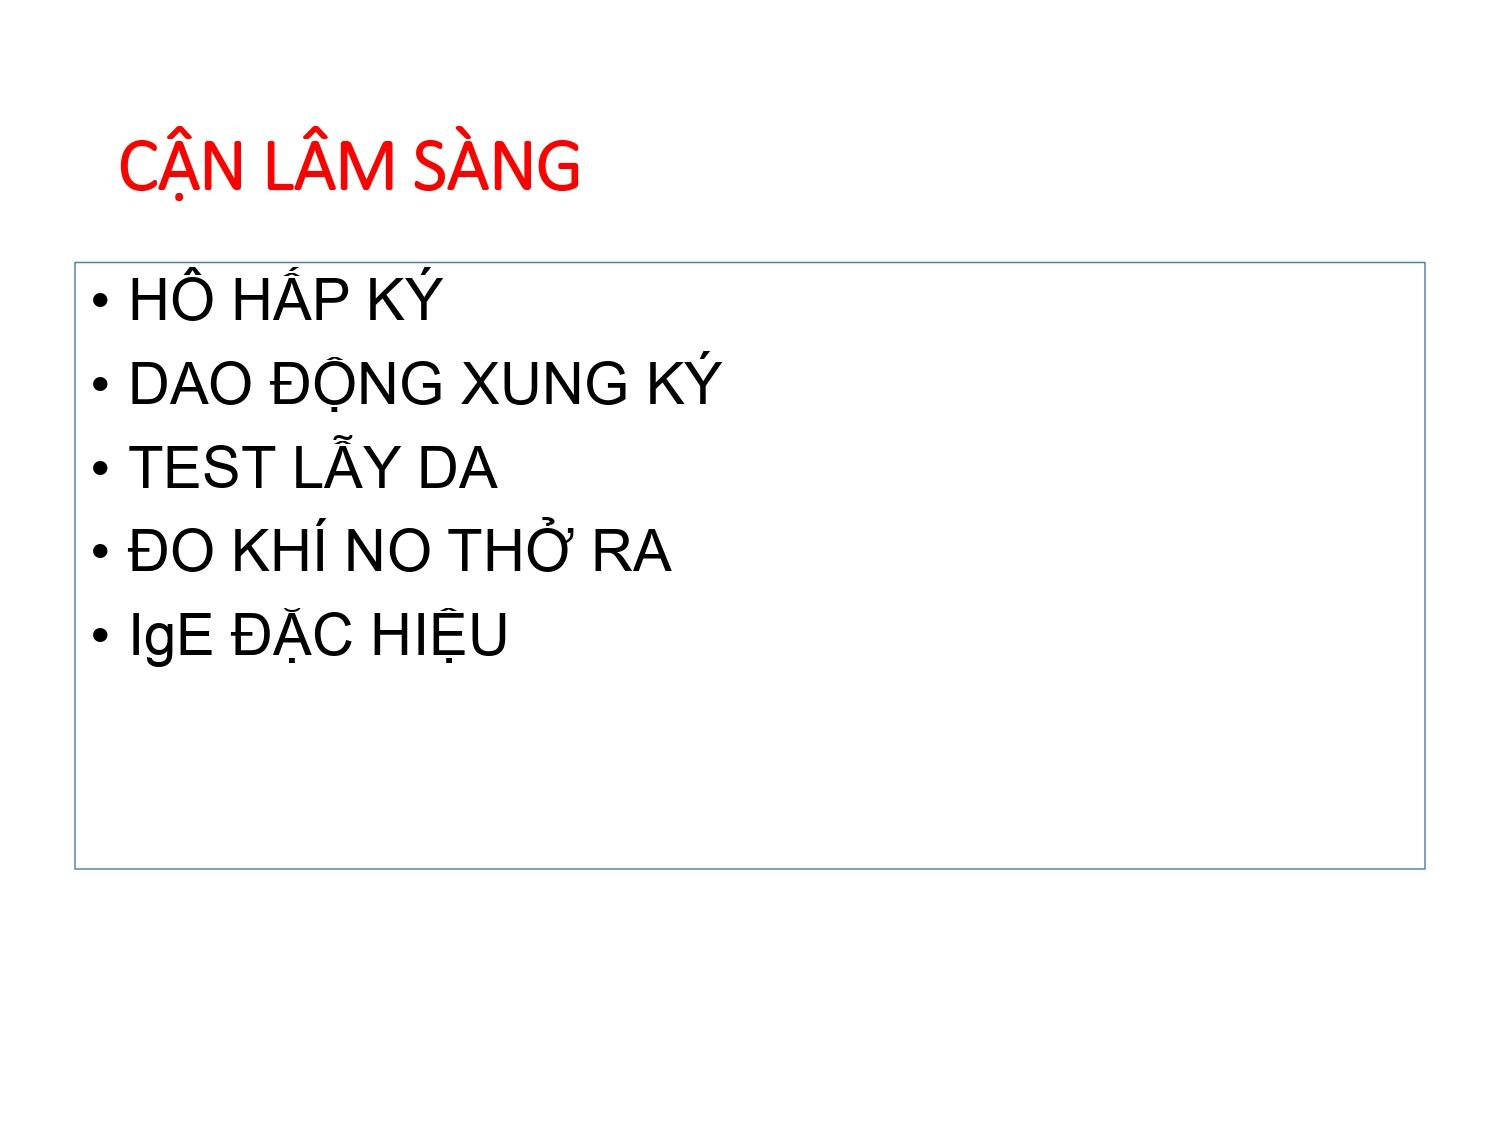 CẬN LÂM SÀNG
• HÔ HẤP KÝ
• DAO ĐỘNG XUNG KÝ
• TEST LẪY DA
• ĐO KHÍ NO THỞ RA
• IgE ĐẶC HIỆU